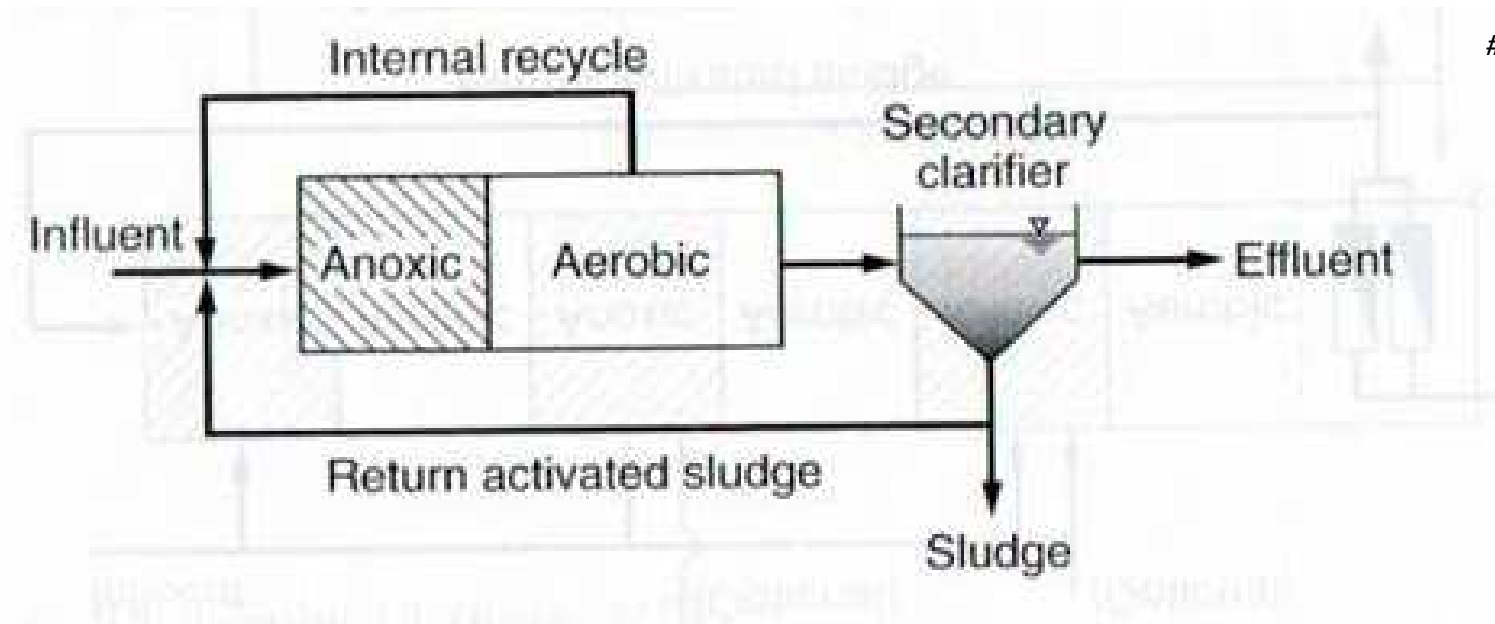 #
Internal recycle
Secondary
clarifier
Influent
Anoxic
Aerobic
Effluent
Return activated sludge
Sludge